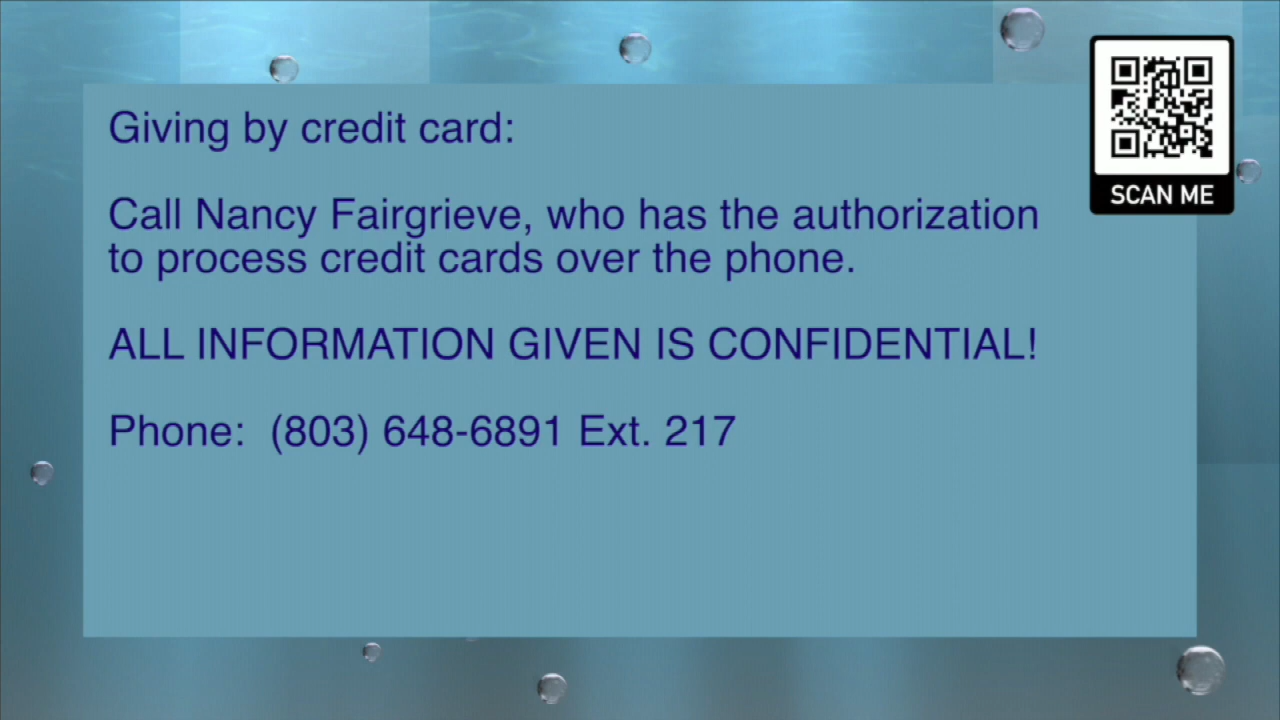 Giving by credit card:
Call Nancy Fairgrieve, who has the authorization
to process credit cards over the phone.
ALL INFORMATION GIVEN IS CONFIDENTIAL!
Phone:  (803) 648-6891 Ext. 217
SCAN ME